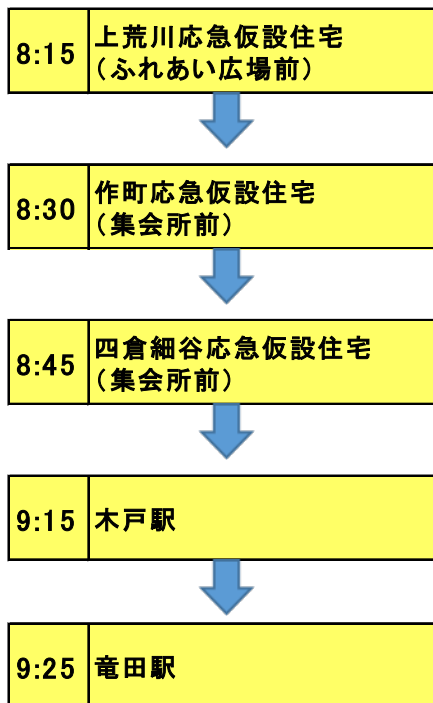 8:15 上荒川応急仮設住宅
（ふれあい広場前）
8:30 作町応急仮設住宅
（集会所前）
8:45 四倉細谷応急仮設住宅
（集会所前）
9:15 木戸駅
9:25 竜田駅